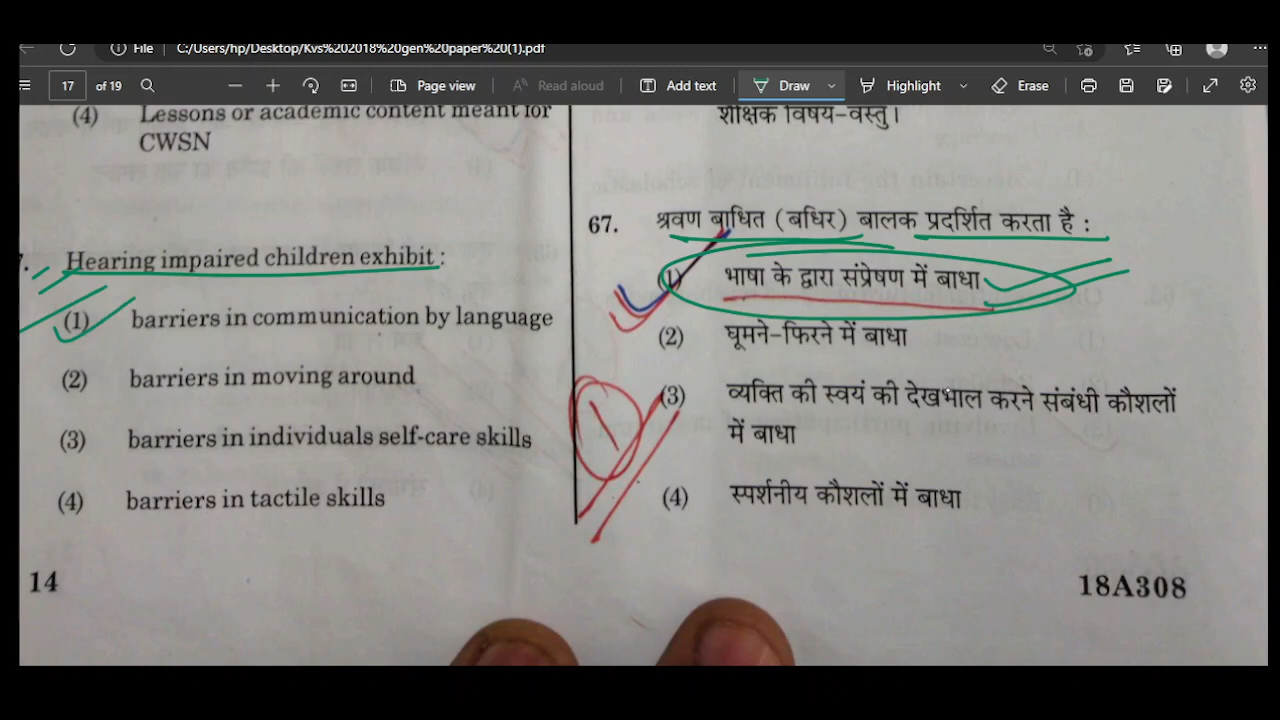 File C:/Users/hp/Desktop/Kvs%202018%20gen%20paper%20(1).pdf
17 of 19 Page view Read aloud Add text Draw Highlight Erase
(4) Lessons or academic content meant for
CWSN
7. Hearing impaired children exhibit :
(1) barriers in communication by language
(2) barriers in moving around
(3) barriers in individuals self-care skills
(4) barriers in tactile skills
14
शैक्षिक विषय-वस्तु।
67. श्रवण बाधित (बधिर) बालक प्रदर्शित करता है :
(1) भाषा के द्वारा संप्रेषण में बाधा
(2) घूमने-फिरने में बाधा
(3) व्यक्ति की स्वयं की देखभाल करने संबंधी कौशलों
में बाधा
(4) स्पर्शनीय कौशलों में बाधा
18A308